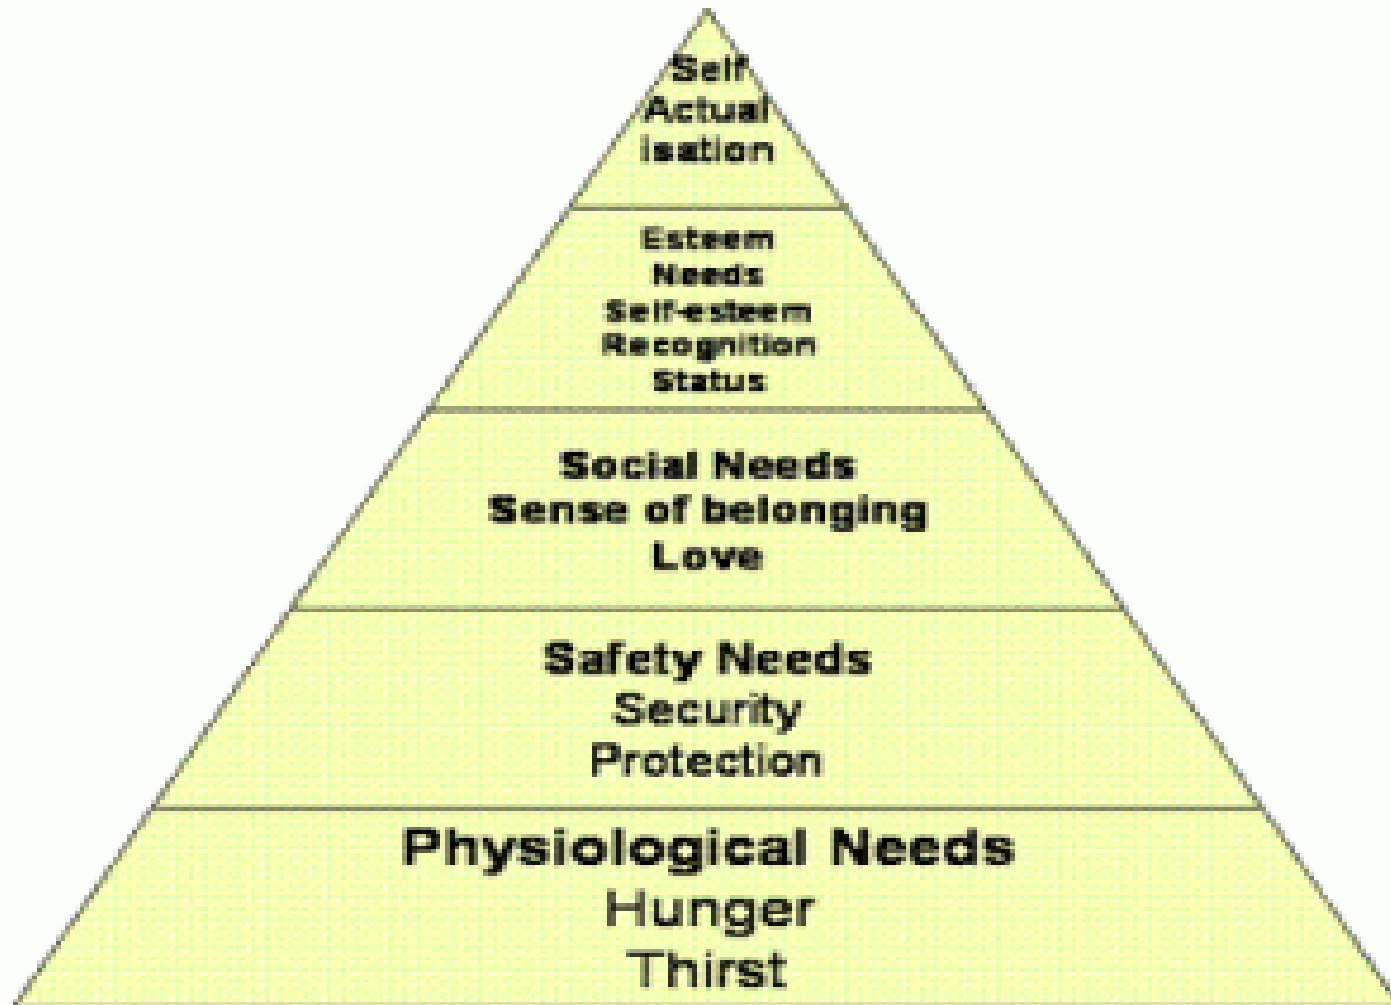 Self
Actual
isation
Esteem
Needs
Self-esteem
Recognition
Status
Social Needs
Sense of belonging
Love
Safety Needs
Security
Protection
Physiological Needs
Hunger
Thirst